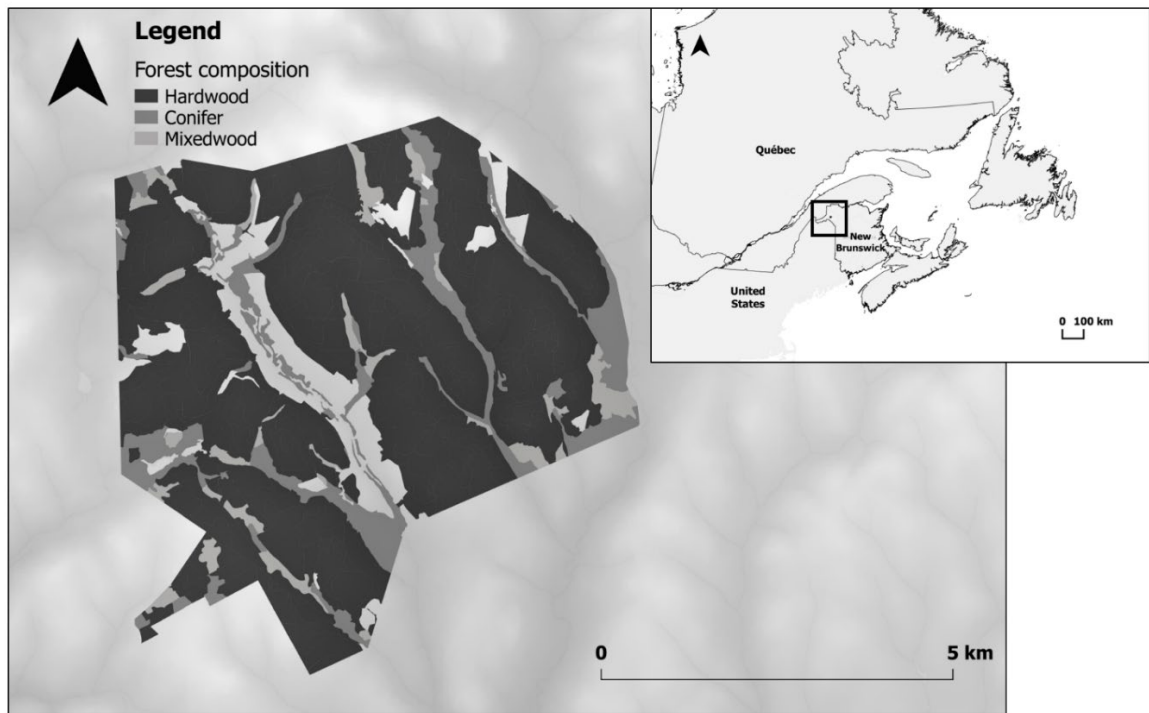 Legend
Forest composition
Hardwood
Conifer
Mixedwood
0 5 km
Québec
New
Brunswick
United
States
0 100 km